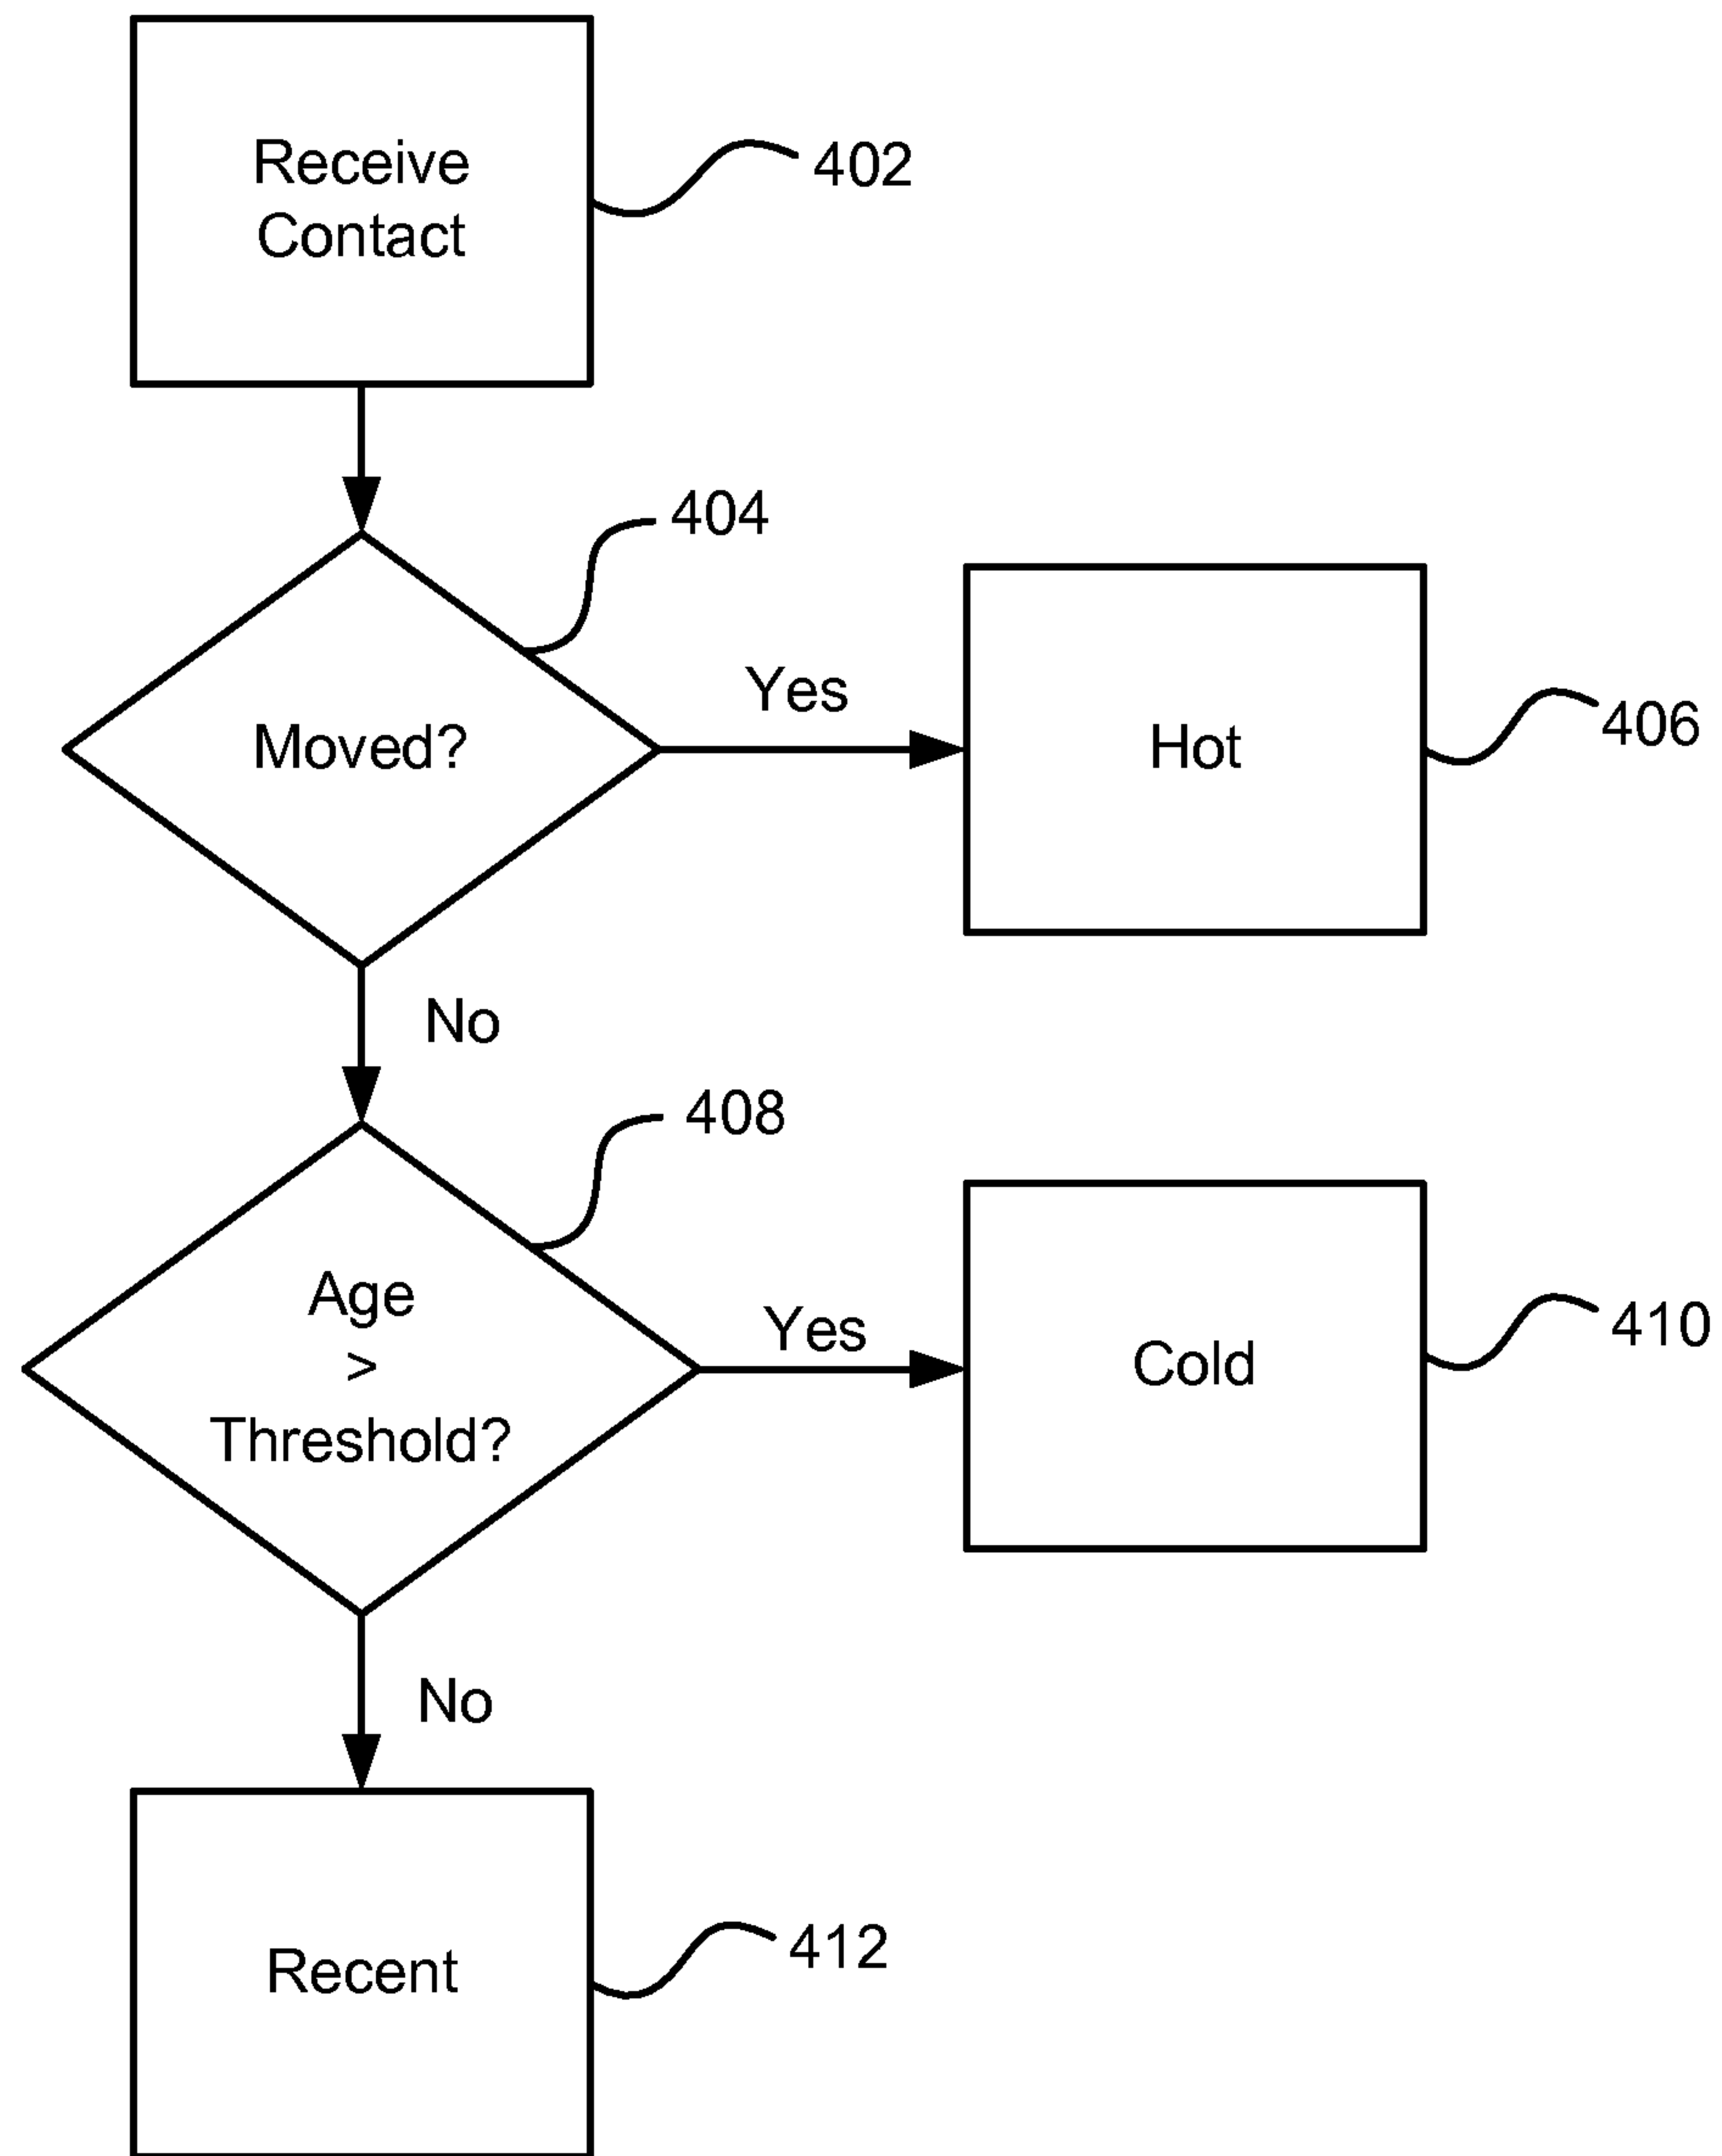 Receive
Contact
402
404
Moved?
Yes
Hot
406
No
408
Age
>
Threshold?
Yes
Cold
410
No
Recent
412